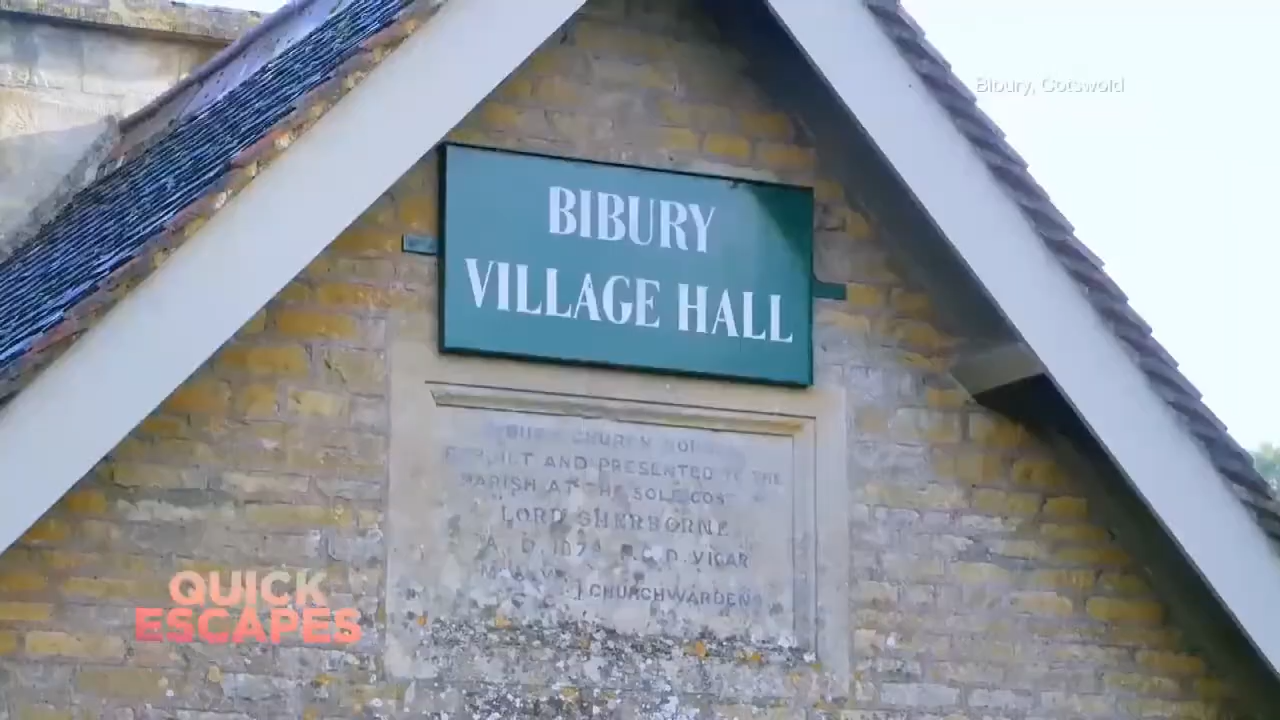 Bibury, Cotswold
BIBURY
VILLAGE HALL
CHURCH
AND PRESENTED TO THE
PARISH AT THE SOLE COST
LORD SHERBORNE
A.D. VICAR
CHURCHWARDENS
QUICK
ESCAPES